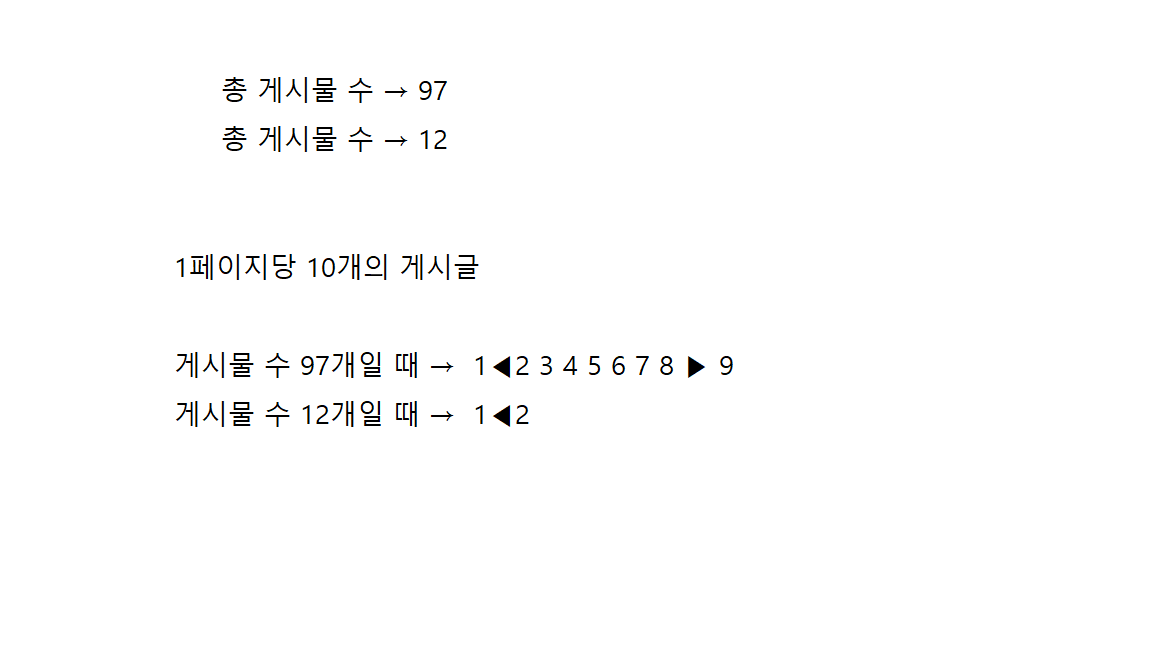 총 게시물 수 → 97
총 게시물 수 → 12
1페이지당 10개의 게시글
게시물 수 97개일 때 → 1◀2 3 4 5 6 7 8 ▶ 9
게시물 수 12개일 때 → 1◀2